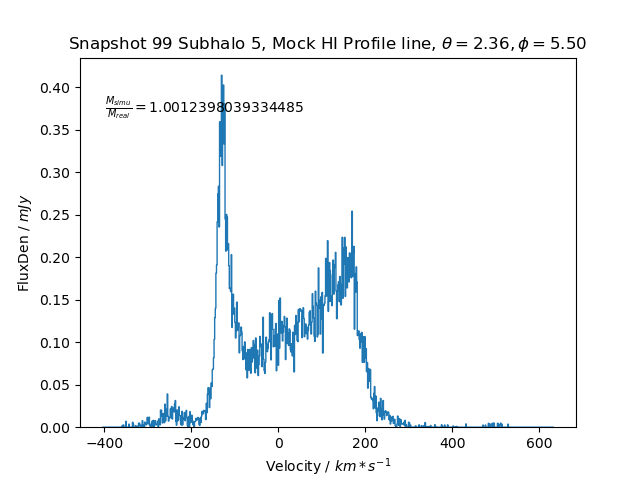 Snapshot 99 Subhalo 5, Mock HI Profile line, θ = 2.36, ϕ = 5.50
M_simu/M_real = 1.0012398039334485
FluxDen / mJy
0.40
0.35
0.30
0.25
0.20
0.15
0.10
0.05
0.00
−400 −200 0 200 400 600
Velocity / km * s⁻¹